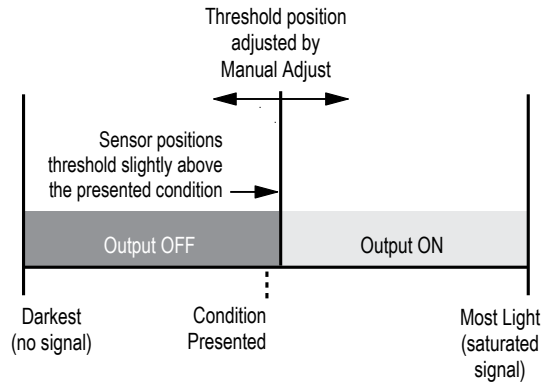 Threshold position
adjusted by
Manual Adjust
Sensor positions
threshold slightly above
the presented condition
Output OFF
Output ON
Darkest
(no signal)
Condition
Presented
Most Light
(saturated
signal)